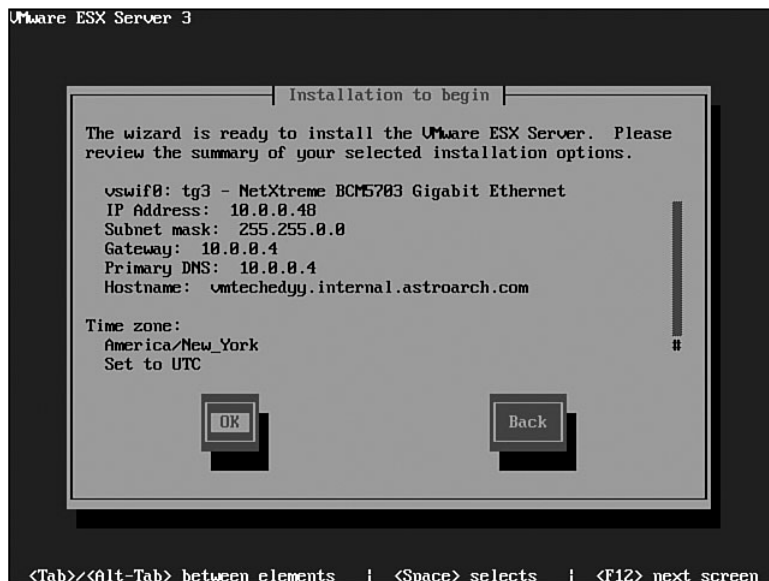 VMware ESX Server 3
Installation to begin
The wizard is ready to install the VMware ESX Server. Please
review the summary of your selected installation options.
vswif0: tg3 - NetXtreme BCM5703 Gigabit Ethernet
IP Address: 10.0.0.48
Subnet mask: 255.255.0.0
Gateway: 10.0.0.4
Primary DNS: 10.0.0.4
Hostname: vmtechedyy.internal.astroarch.com
Time zone:
America/New_York
Set to UTC
#
OK Back
<Tab>/<Alt-Tab> between elements | <Space> selects | <F12> next screen